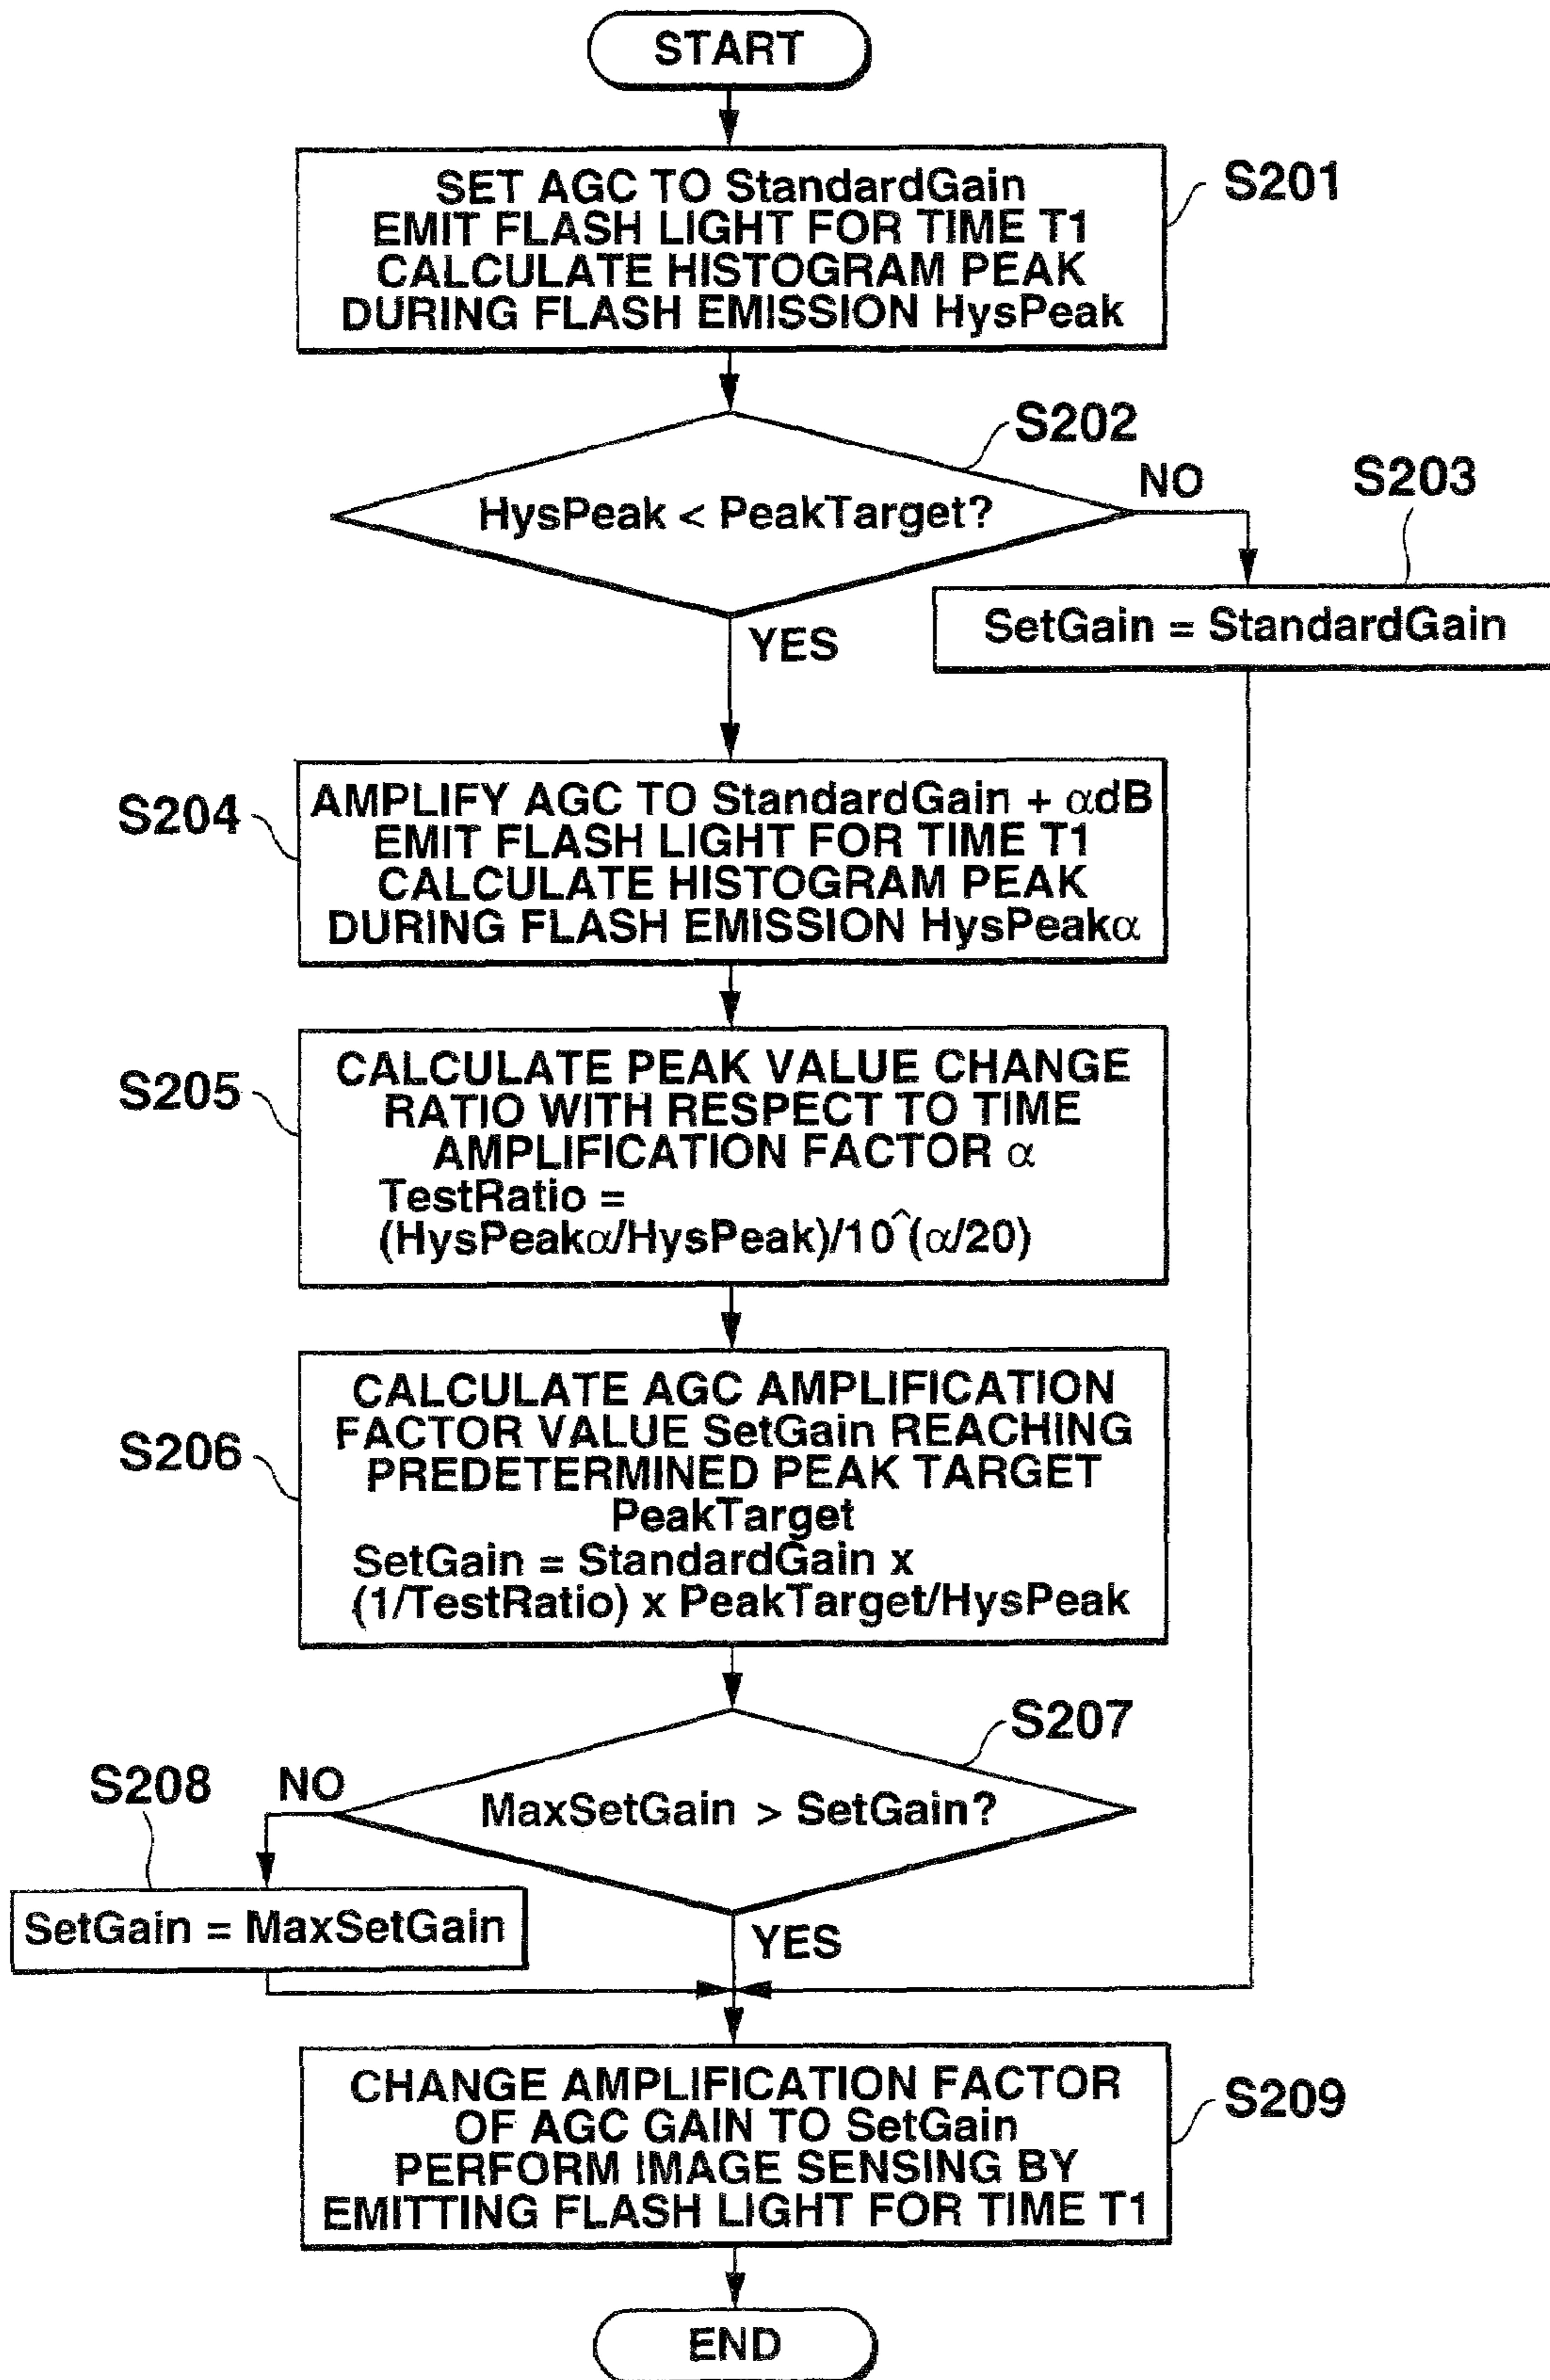 START
SET AGC TO StandardGain
EMIT FLASH LIGHT FOR TIME T1
CALCULATE HISTOGRAM PEAK
DURING FLASH EMISSION HysPeak
S201
S202
HysPeak < PeakTarget?
NO
S203
SetGain = StandardGain
YES
S204
AMPLIFY AGC TO StandardGain + αdB
EMIT FLASH LIGHT FOR TIME T1
CALCULATE HISTOGRAM PEAK
DURING FLASH EMISSION HysPeakα
S205
CALCULATE PEAK VALUE CHANGE
RATIO WITH RESPECT TO TIME
AMPLIFICATION FACTOR α
TestRatio =
(HysPeakα/HysPeak)/10^(α/20)
S206
CALCULATE AGC AMPLIFICATION
FACTOR VALUE SetGain REACHING
PREDETERMINED PEAK TARGET
PeakTarget
SetGain = StandardGain x
(1/TestRatio) x PeakTarget/HysPeak
S207
MaxSetGain > SetGain?
NO
S208
SetGain = MaxSetGain
YES
CHANGE AMPLIFICATION FACTOR
OF AGC GAIN TO SetGain
PERFORM IMAGE SENSING BY
EMITTING FLASH LIGHT FOR TIME T1
S209
END